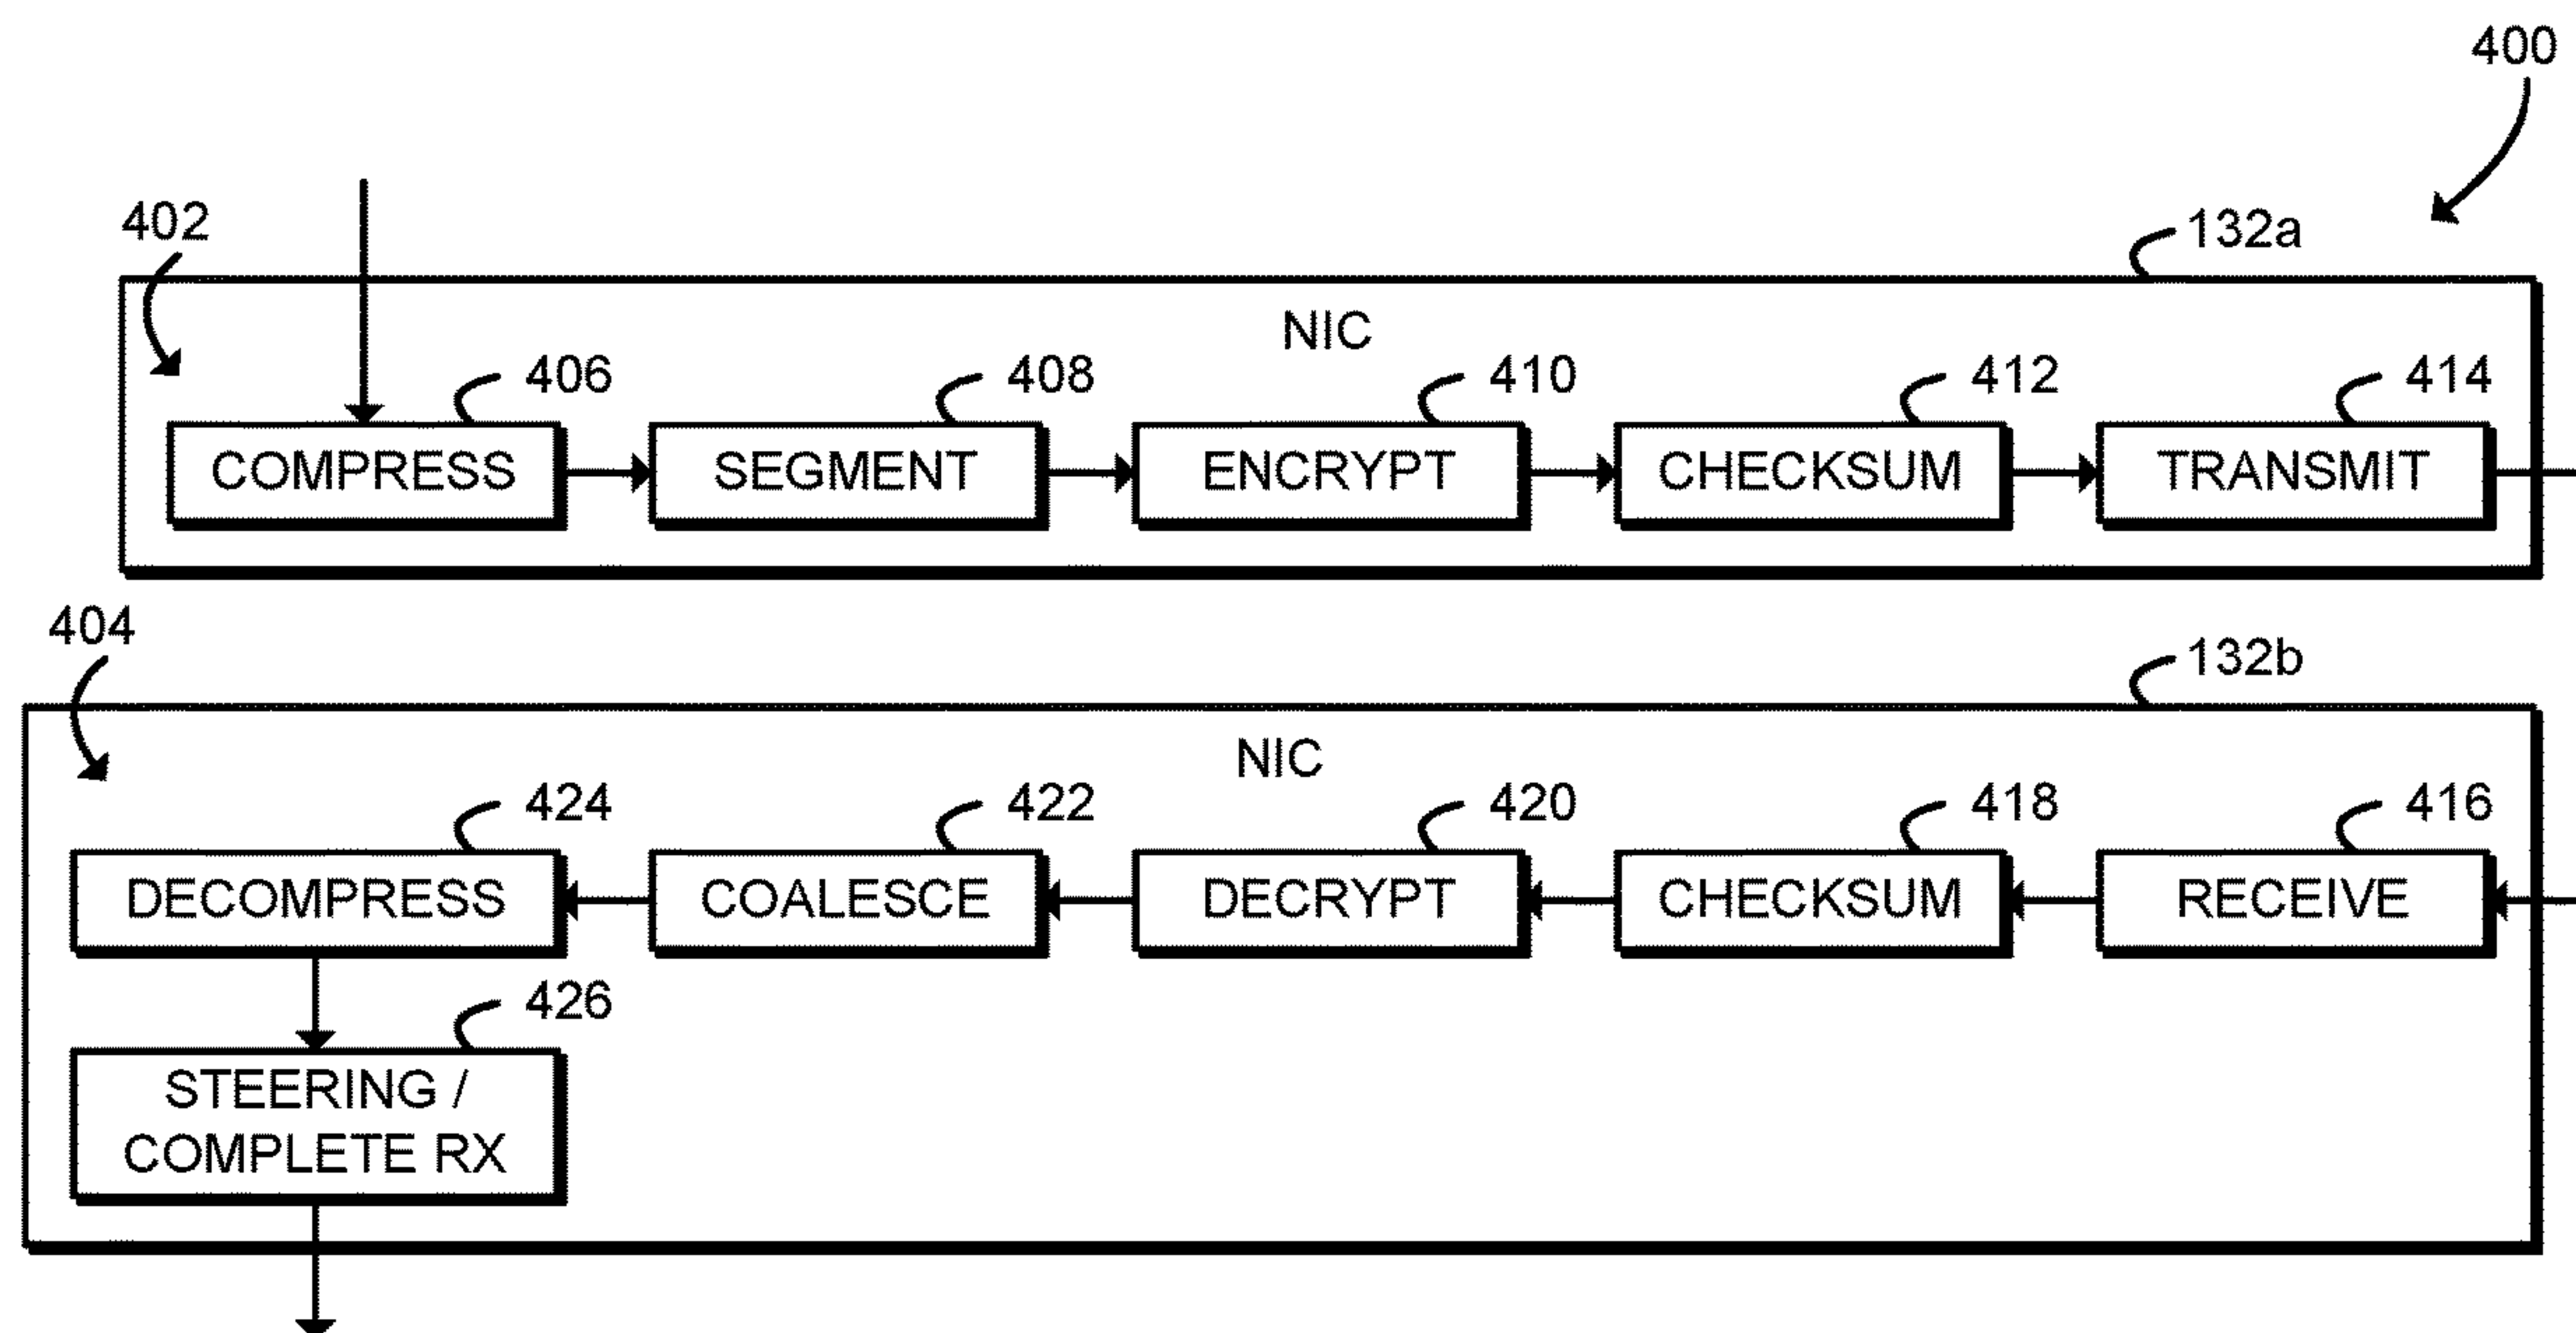 400
402
132a
NIC
406
408
410
412
414
COMPRESS
SEGMENT
ENCRYPT
CHECKSUM
TRANSMIT
404
132b
NIC
424
422
420
418
416
DECOMPRESS
COALESCE
DECRYPT
CHECKSUM
RECEIVE
426
STEERING /
COMPLETE RX